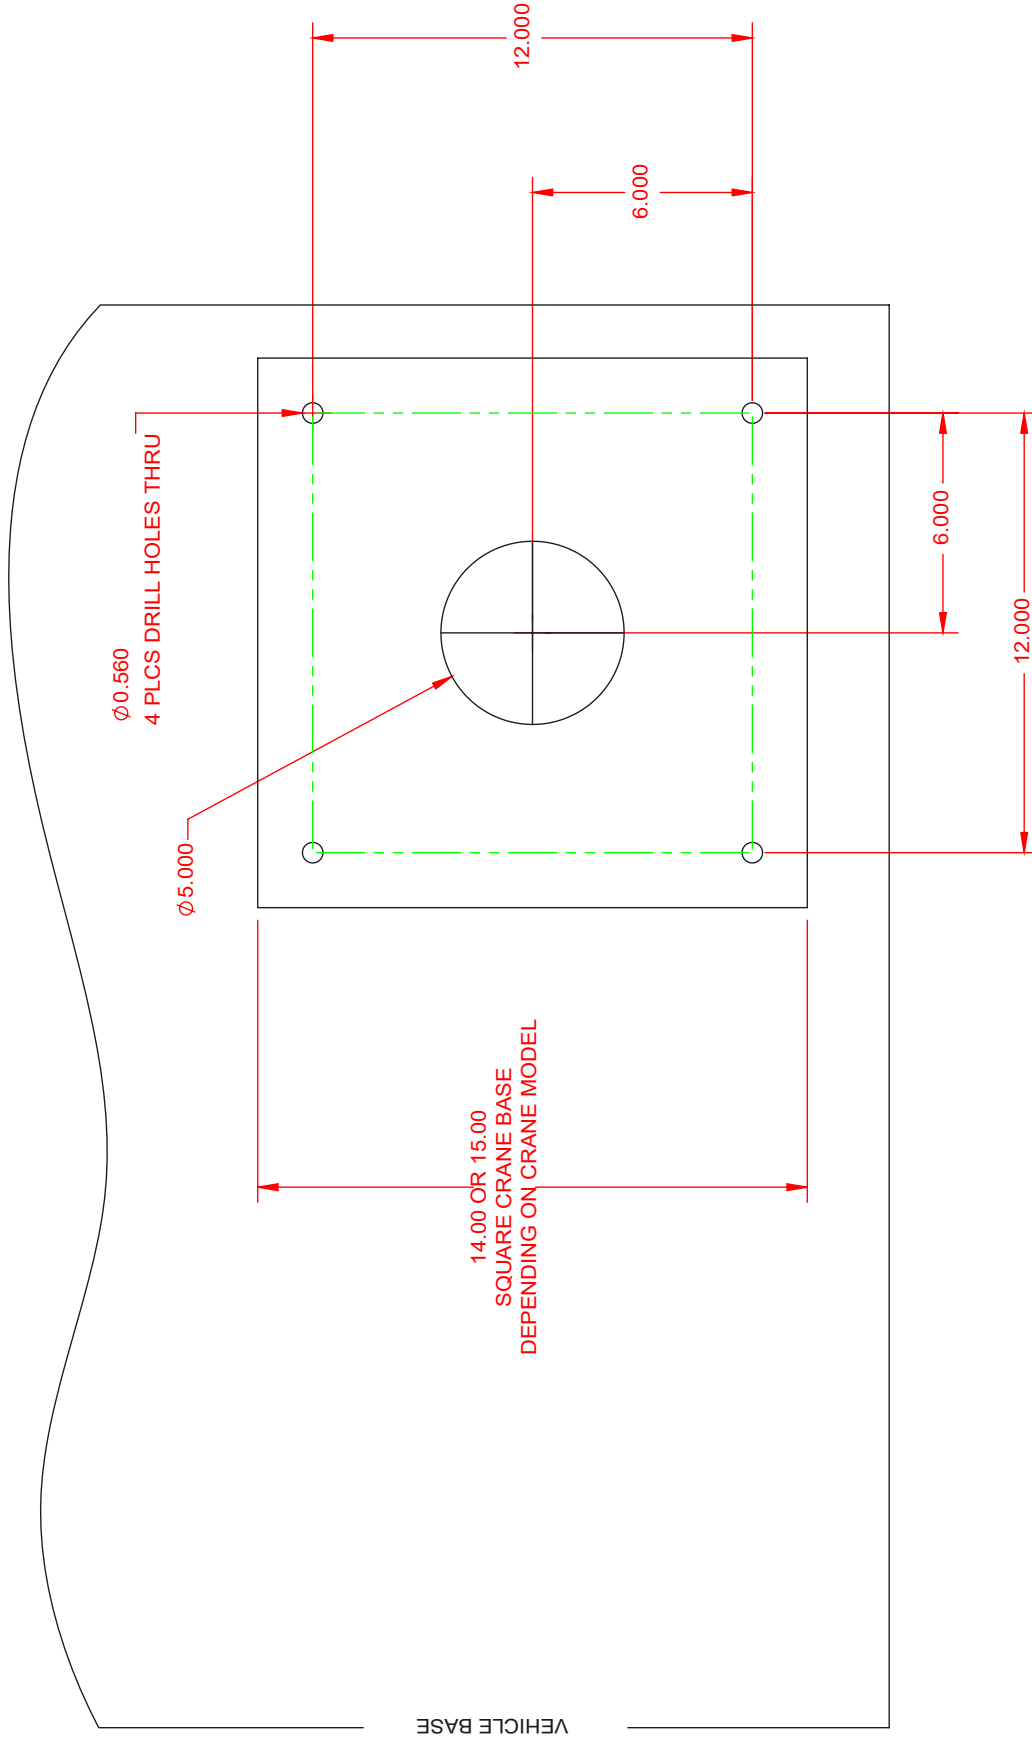 Ø0.560
4 PLCS DRILL HOLES THRU
Ø5.000
12.000
6.000
6.000
12.000
14.00 OR 15.00
SQUARE CRANE BASE
DEPENDING ON CRANE MODEL
VEHICLE BASE